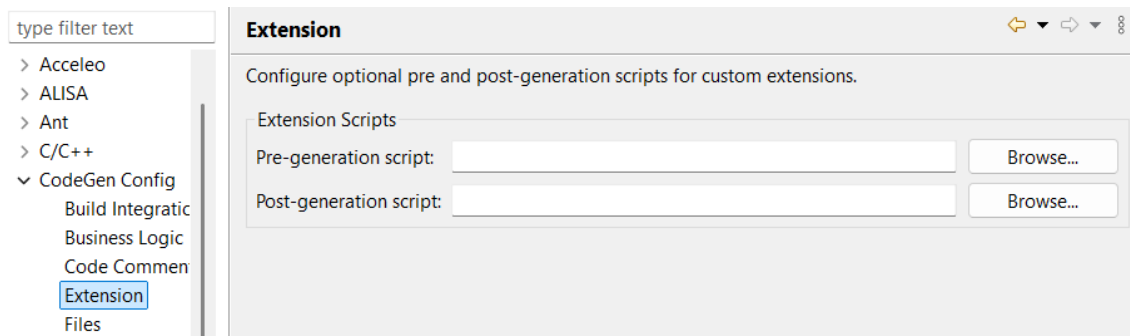 type filter text
Acceleo
ALISA
Ant
C/C++
CodeGen Config
Build Integratic
Business Logic
Code Commen
Extension
Files
Extension
Configure optional pre and post-generation scripts for custom extensions.
Extension Scripts
Pre-generation script: Browse...
Post-generation script: Browse...